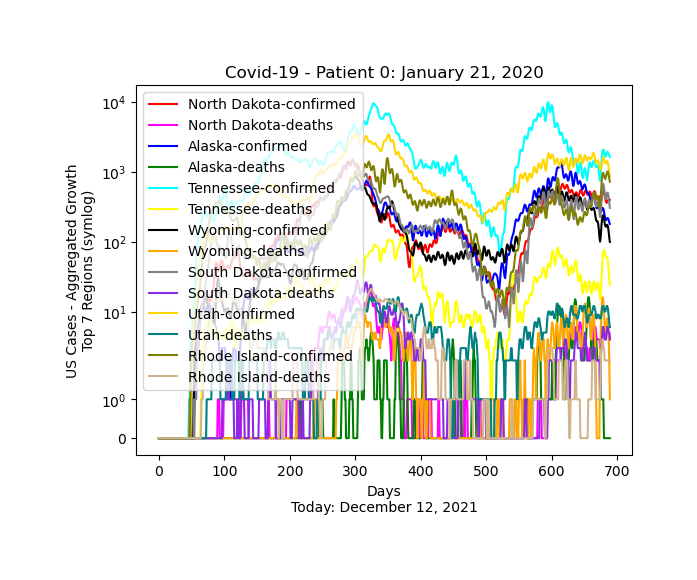 Covid-19 - Patient 0: January 21, 2020
US Cases - Aggregated Growth
Top 7 Regions (symlog)
10^4
10^3
10^2
10^1
10^0
0
North Dakota-confirmed
North Dakota-deaths
Alaska-confirmed
Alaska-deaths
Tennessee-confirmed
Tennessee-deaths
Wyoming-confirmed
Wyoming-deaths
South Dakota-confirmed
South Dakota-deaths
Utah-confirmed
Utah-deaths
Rhode Island-confirmed
Rhode Island-deaths
0 100 200 300 400 500 600 700
Days
Today: December 12, 2021